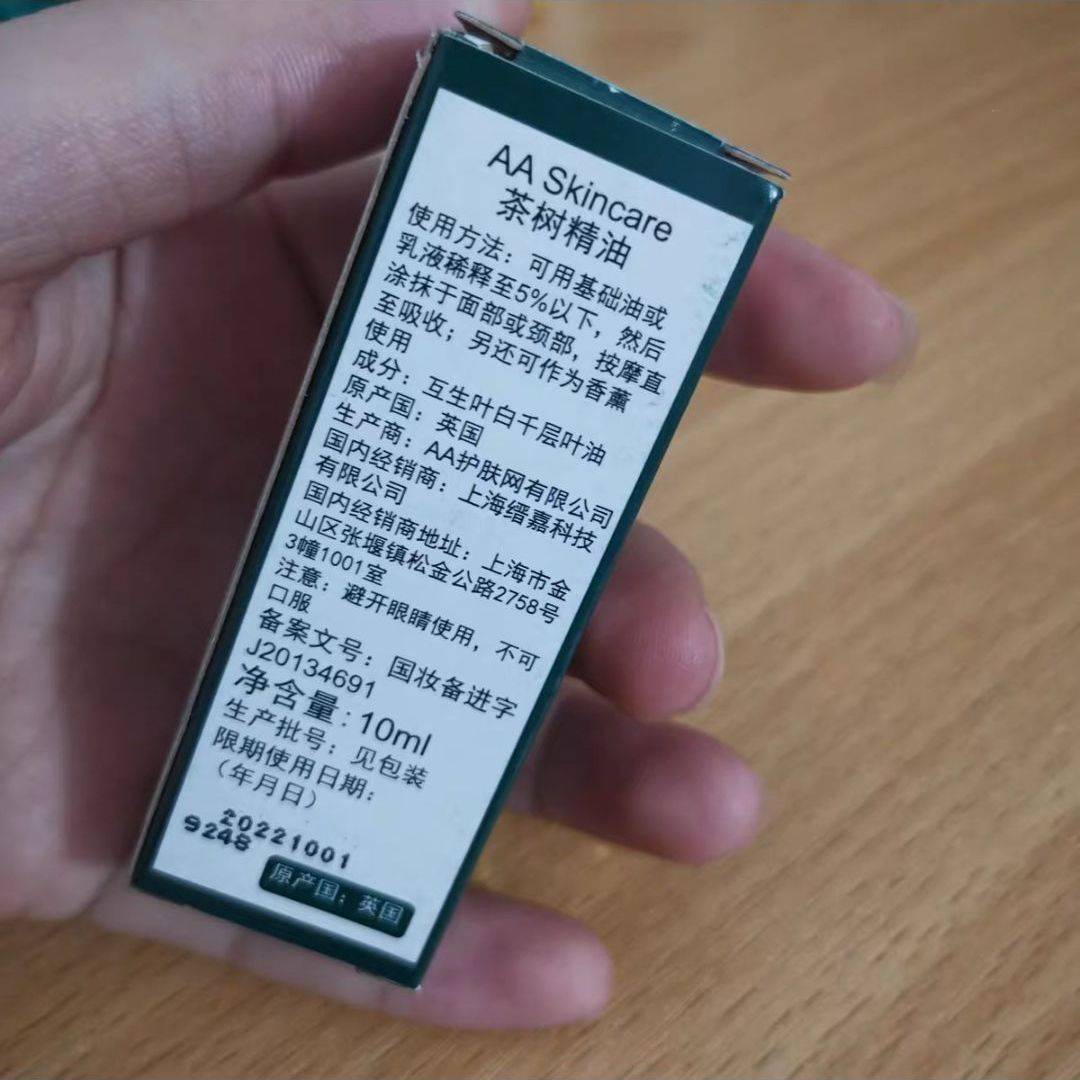 AA Skincare
茶树精油
使用方法：可用基础油或
乳液稀释至5%以下，然后
涂抹于面部或颈部，按摩直
至吸收；另还可作为香薰
使用
成分：互生叶白千层叶油
原产国：英国
生产商：AA护肤网有限公司
国内经销商：上海缙嘉科技
有限公司
国内经销商地址：上海市金
山区张堰镇松金公路2758号
3幢1001室
注意：避开眼睛使用，不可
口服
备案文号：国妆备进字
J20134691
净含量：10ml
生产批号：见包装
限期使用日期：
（年月日）
20221001
9248
原产国：英国